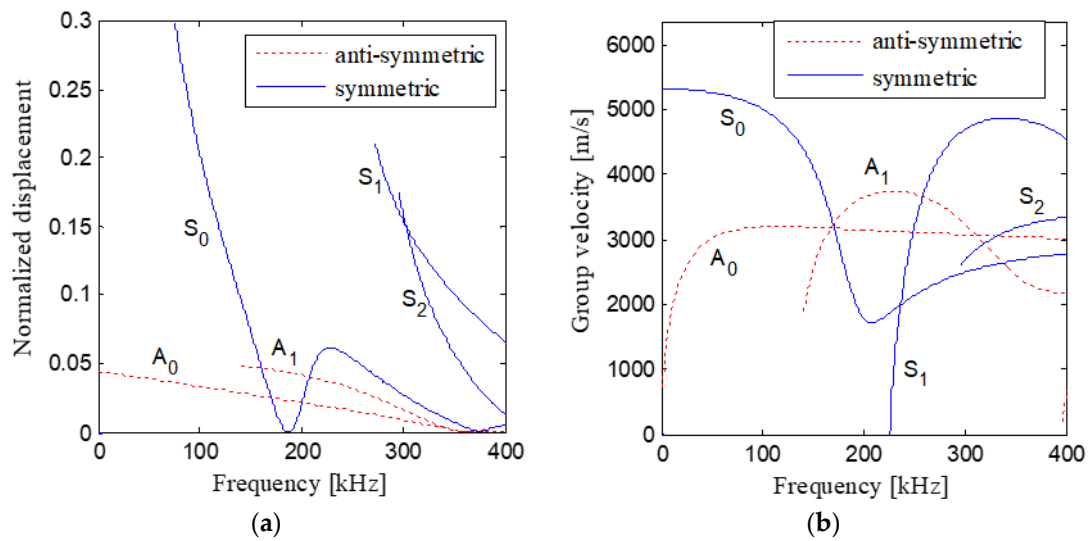 0.3
0.25
0.2
0.15
0.1
0.05
0
Normalized displacement
anti-symmetric
symmetric
S0
A0
A1
S1
S2
0 100 200 300 400
Frequency [kHz]
(a)
6000
5000
4000
3000
2000
1000
0
Group velocity [m/s]
anti-symmetric
symmetric
S0
A1
S2
A0
S1
0 100 200 300 400
Frequency [kHz]
(b)